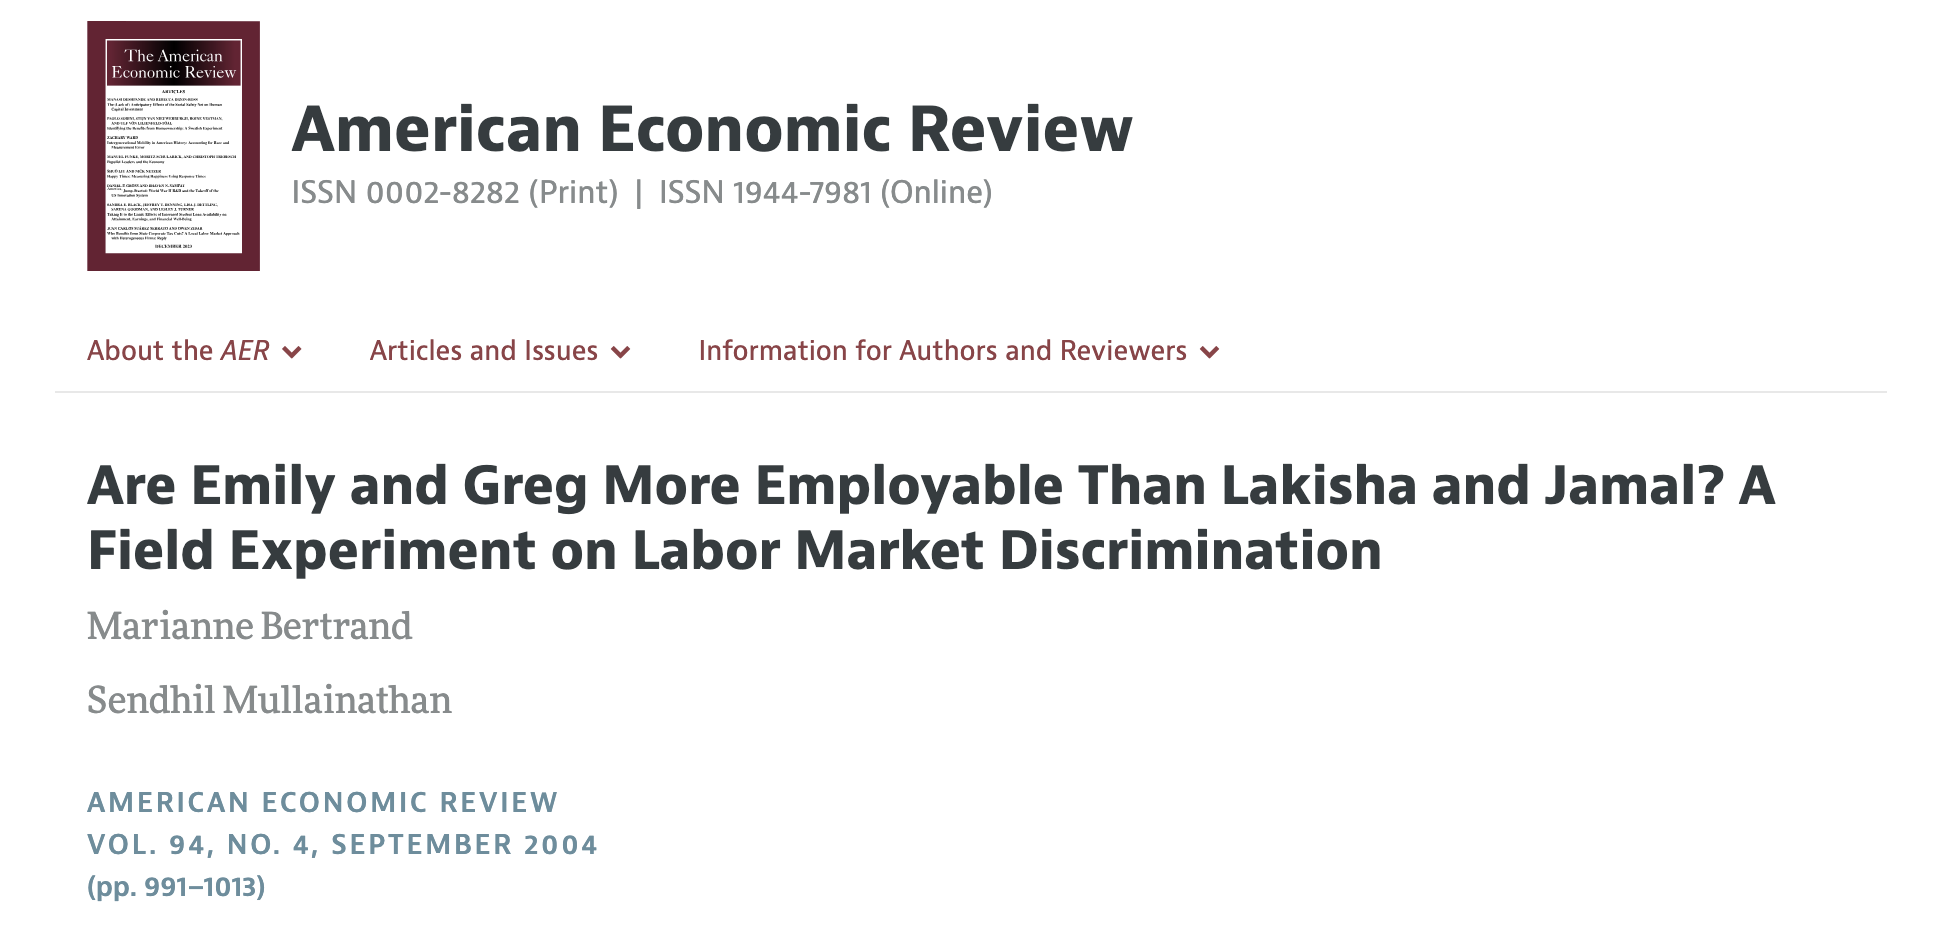 The American
Economic Review
ARTICLES
DECEMBER 2023
American Economic Review
ISSN 0002-8282 (Print) | ISSN 1944-7981 (Online)
About the AER
Articles and Issues
Information for Authors and Reviewers
Are Emily and Greg More Employable Than Lakisha and Jamal? A
Field Experiment on Labor Market Discrimination
Marianne Bertrand
Sendhil Mullainathan
AMERICAN ECONOMIC REVIEW
VOL. 94, NO. 4, SEPTEMBER 2004
(pp. 991–1013)